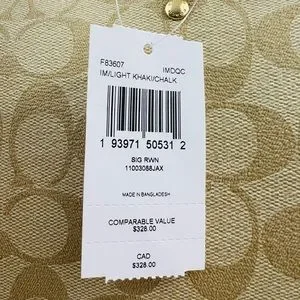 F83607 IMDQC
IM/LIGHT KHAKI/CHALK
1 93971 50531 2
SIG RWN
11003088JAX
MADE IN BANGLADESH
COMPARABLE VALUE
$328.00
CAD
$328.00